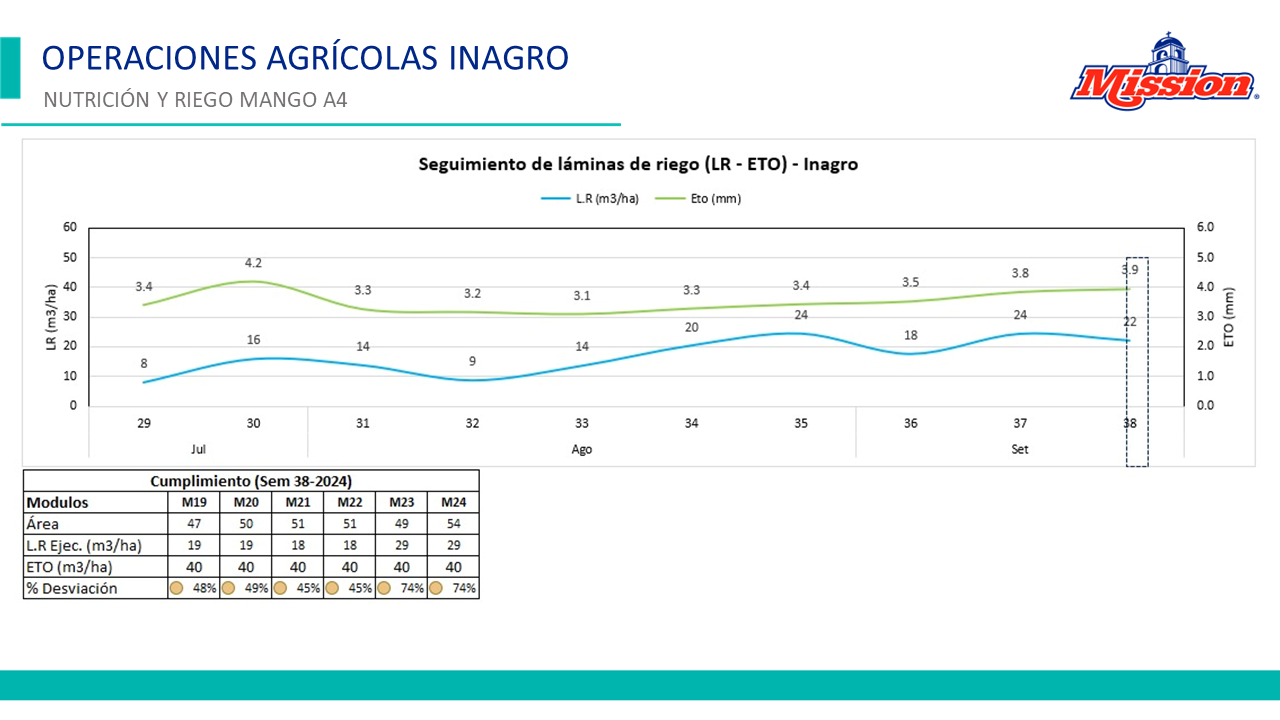 OPERACIONES AGRÍCOLAS INAGRO
NUTRICIÓN Y RIEGO MANGO A4
Mission®
Seguimiento de láminas de riego (LR - ETO) - Inagro
L.R (m3/ha) Eto (mm)
60 6.0
50 5.0
40 4.0
30 3.0
20 2.0
10 1.0
0 0.0
LR (m3/ha)
ETO (mm)
3.4 4.2 3.3 3.2 3.1 3.3 3.4 3.5 3.8 3.9
8 16 14 9 14 20 24 18 24 22
29 30 31 32 33 34 35 36 37 38
Jul Ago Set
Cumplimiento (Sem 38-2024)
Modulos M19 M20 M21 M22 M23 M24
Área 47 50 51 51 49 54
L.R Ejec. (m3/ha) 19 19 18 18 29 29
ETO (m3/ha) 40 40 40 40 40 40
% Desviación 48% 49% 45% 45% 74% 74%